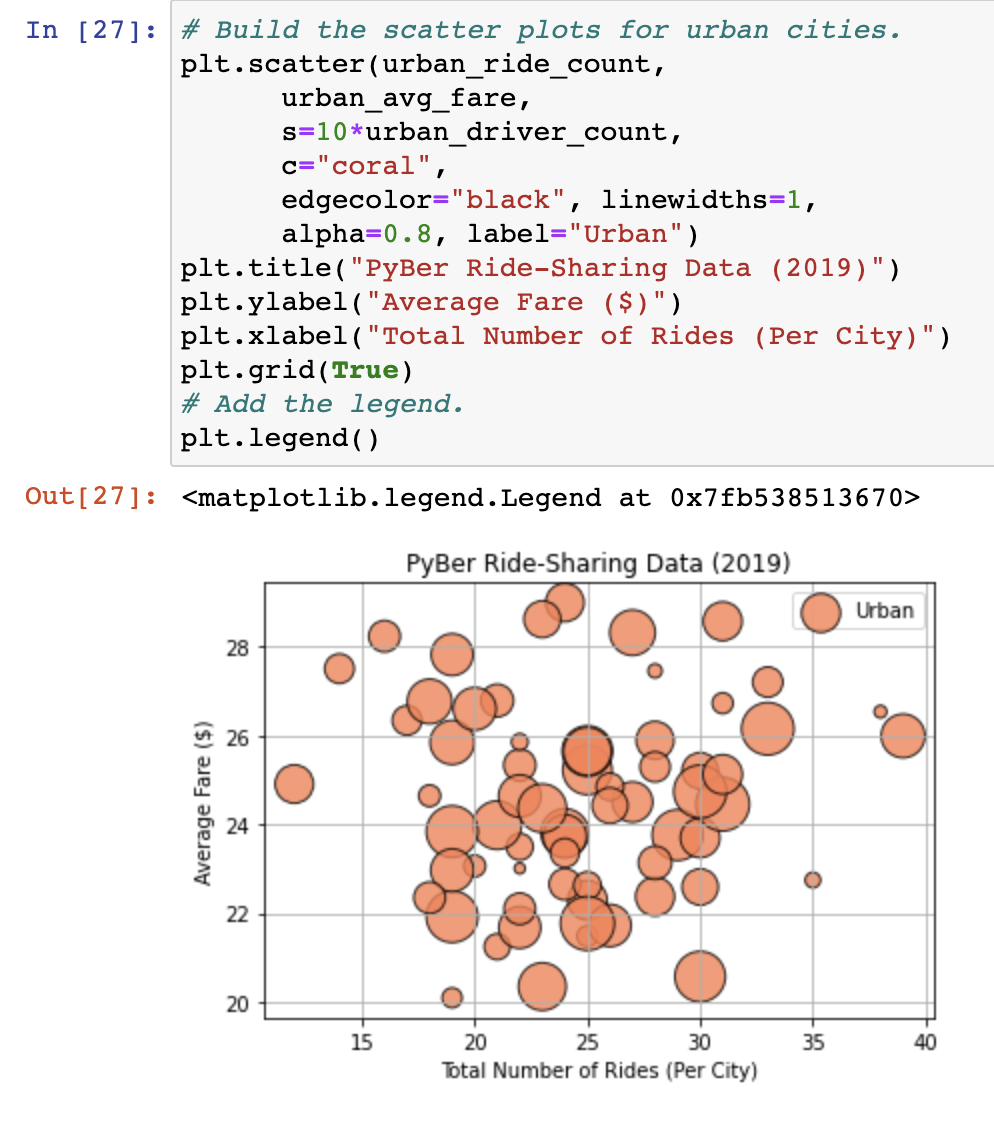 In [27]: # Build the scatter plots for urban cities.
plt.scatter(urban_ride_count,
      urban_avg_fare,
      s=10*urban_driver_count,
      c="coral",
      edgecolor="black", linewidths=1,
      alpha=0.8, label="Urban")
plt.title("PyBer Ride-Sharing Data (2019)")
plt.ylabel("Average Fare ($)")
plt.xlabel("Total Number of Rides (Per City)")
plt.grid(True)
# Add the legend.
plt.legend()
Out[27]: <matplotlib.legend.Legend at 0x7fb538513670>
PyBer Ride-Sharing Data (2019)
Urban
Average Fare ($)
28
26
24
22
20
15 20 25 30 35 40
Total Number of Rides (Per City)